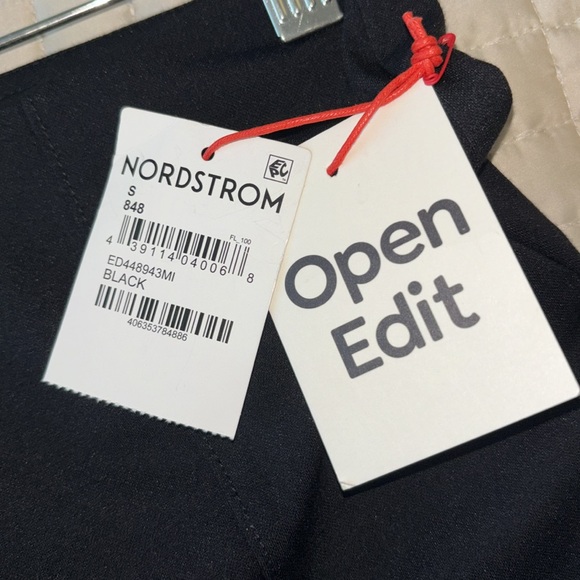 NORDSTROM
S
848
FL_100
4 39114 04006 8
ED448943MI
BLACK
406353784886
Open
Edit